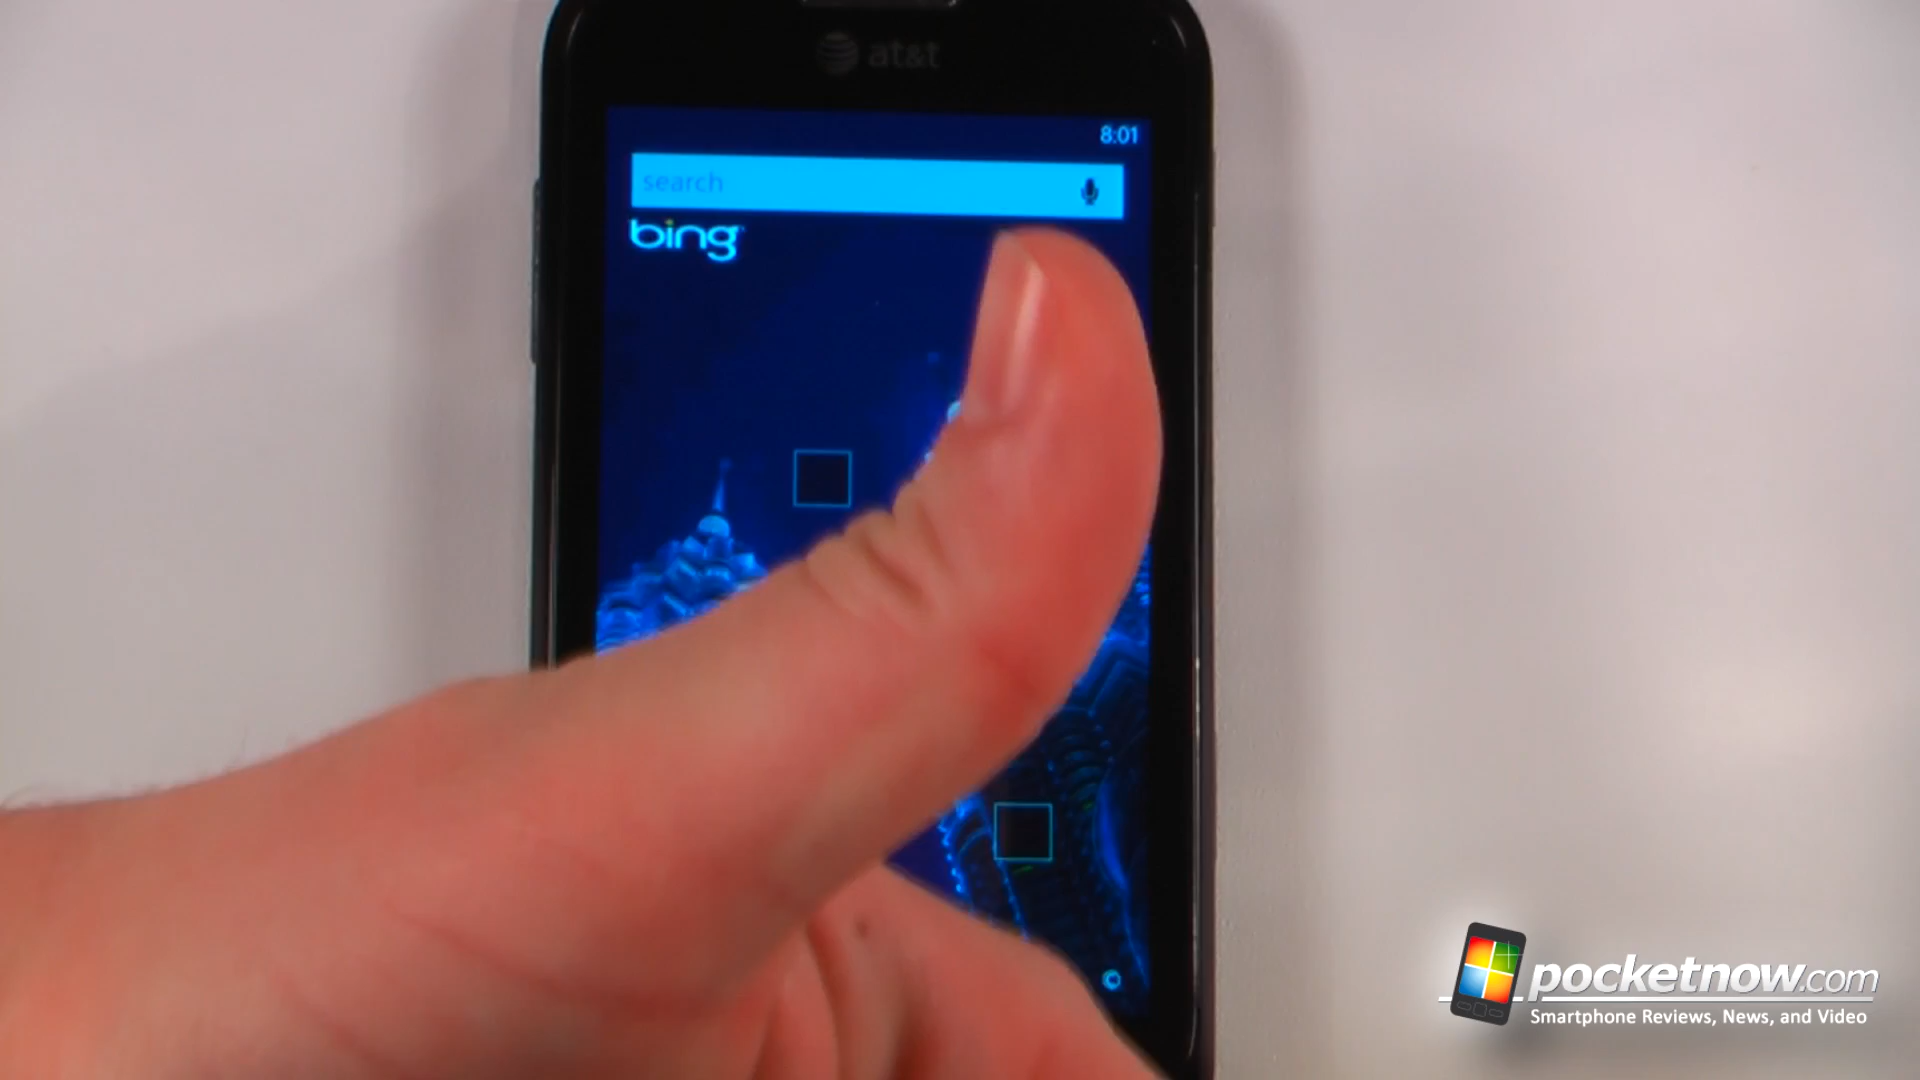 at&t
8:01
search
bing
©
pocketnow.com
Smartphone Reviews, News, and Video